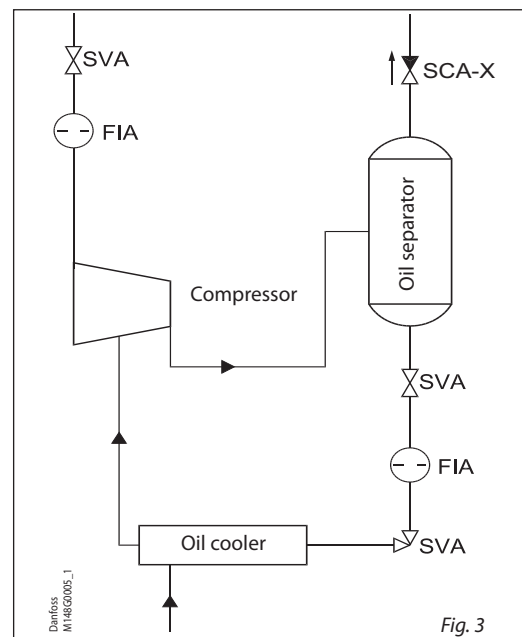 SVA
SCA-X
FIA
Oil separator
Compressor
SVA
FIA
Oil cooler
SVA
Danfoss
M148G0005_1
Fig. 3